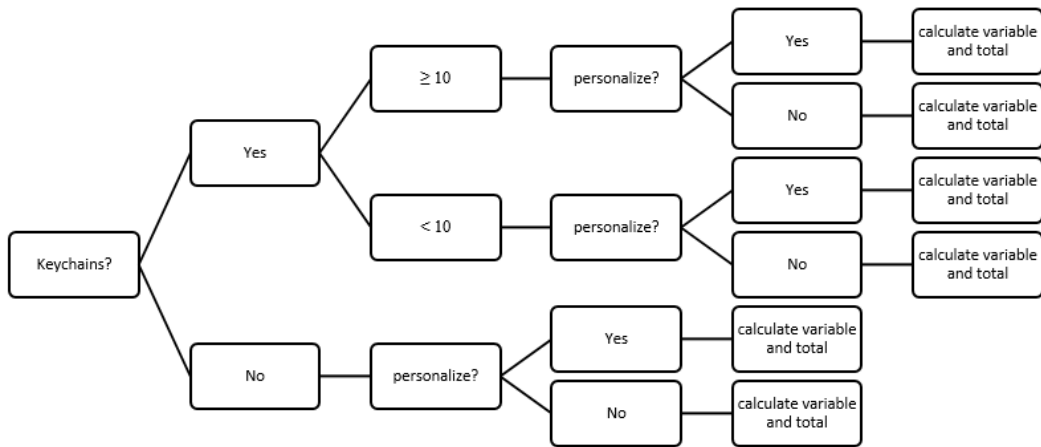 Keychains?
Yes
≥ 10
personalize?
Yes
calculate variable
and total
No
calculate variable
and total
< 10
personalize?
Yes
calculate variable
and total
No
calculate variable
and total
No
personalize?
Yes
calculate variable
and total
No
calculate variable
and total